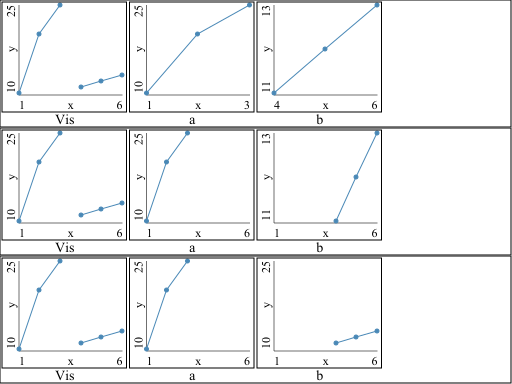 25 y 10 1 x 6 25 y 10 1 x 3 13 y 11 4 x 6
Vis a b
25 y 10 1 x 6 25 y 10 1 x 6 13 y 11 1 x 6
Vis a b
25 y 10 1 x 6 25 y 10 1 x 6 25 y 10 1 x 6
Vis a b